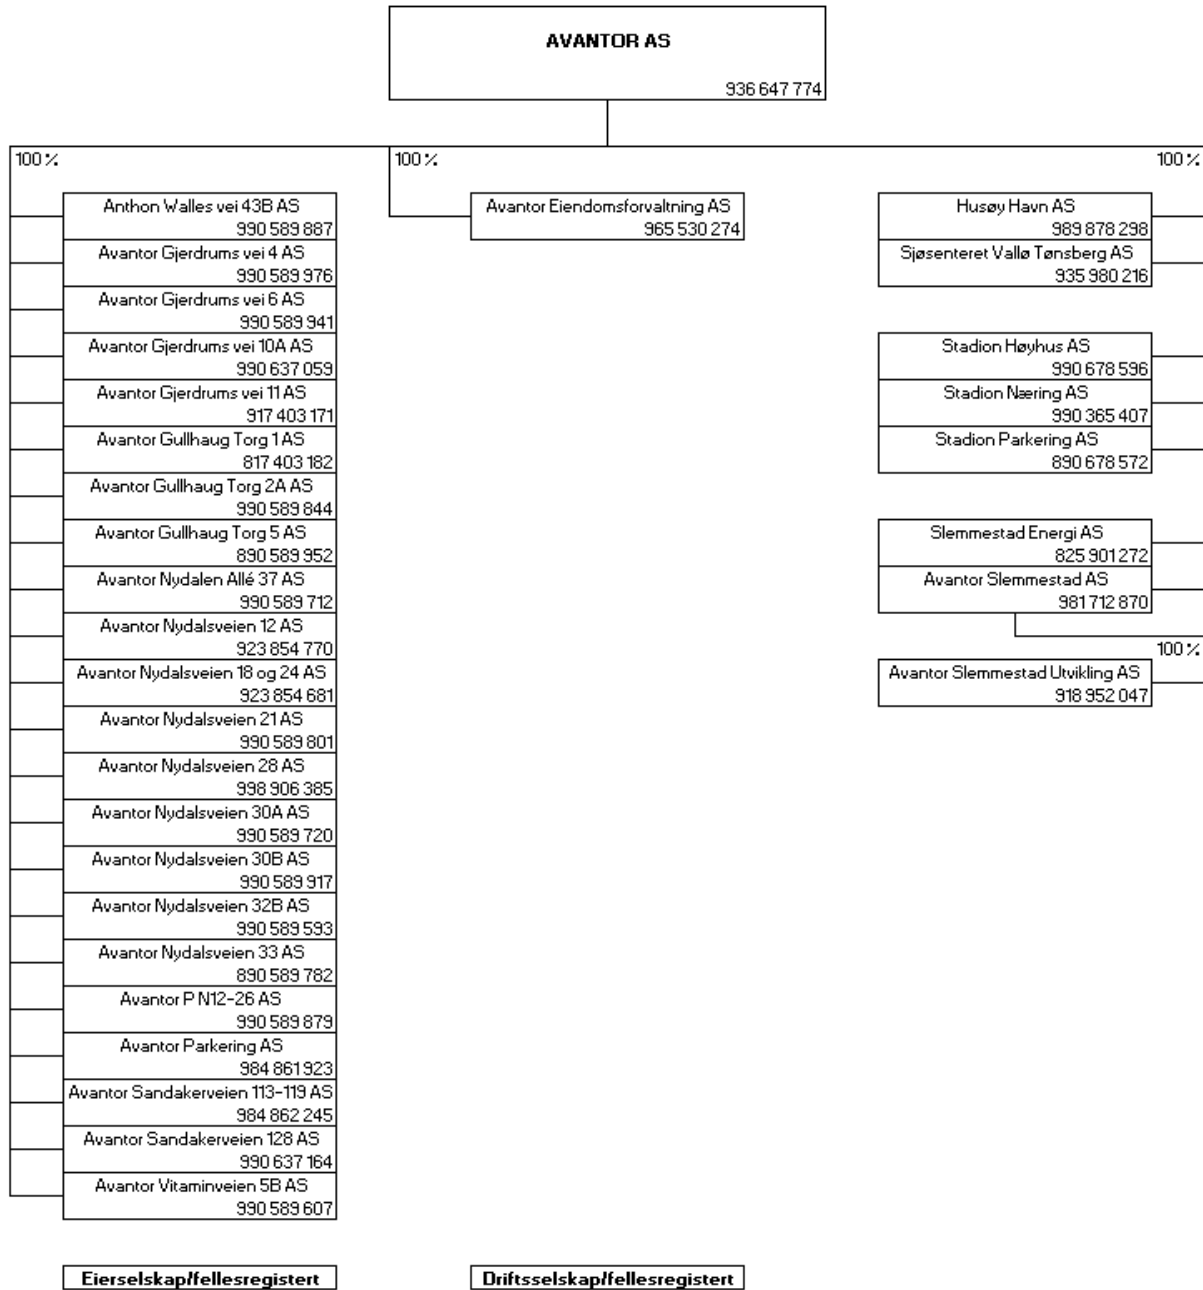 AVANTOR AS
936 647 774
100 %
100 %
100 %
Anthon Walles vei 43B AS
990 589 887
Avantor Gjerdrums vei 4 AS
990 589 976
Avantor Gjerdrums vei 6 AS
990 589 941
Avantor Gjerdrums vei 10A AS
990 637 059
Avantor Gjerdrums vei 11 AS
917 403 171
Avantor Gullhaug Torg 1 AS
817 403 182
Avantor Gullhaug Torg 2A AS
990 589 844
Avantor Gullhaug Torg 5 AS
890 589 952
Avantor Nydalen Allé 37 AS
990 589 712
Avantor Nydalsveien 12 AS
923 854 770
Avantor Nydalsveien 18 og 24 AS
923 854 681
Avantor Nydalsveien 21 AS
990 589 801
Avantor Nydalsveien 28 AS
998 906 385
Avantor Nydalsveien 30A AS
990 589 720
Avantor Nydalsveien 30B AS
990 589 917
Avantor Nydalsveien 32B AS
990 589 593
Avantor Nydalsveien 33 AS
890 589 782
Avantor P N12-26 AS
990 589 879
Avantor Parkering AS
984 861 923
Avantor Sandakerveien 113-119 AS
984 862 245
Avantor Sandakerveien 128 AS
990 637 164
Avantor Vitaminveien 5B AS
990 589 607
Eierselskap/fellesregistert
Avantor Eiendomsforvaltning AS
965 530 274
Driftsselskap/fellesregistert
Husøy Havn AS
989 878 298
Sjøsenteret Vallø Tønsberg AS
935 980 216
Stadion Høyhus AS
990 678 596
Stadion Næring AS
990 365 407
Stadion Parkering AS
890 678 572
Slemmestad Energi AS
825 901 272
Avantor Slemmestad AS
981 712 870
100 %
Avantor Slemmestad Utvikling AS
918 952 047